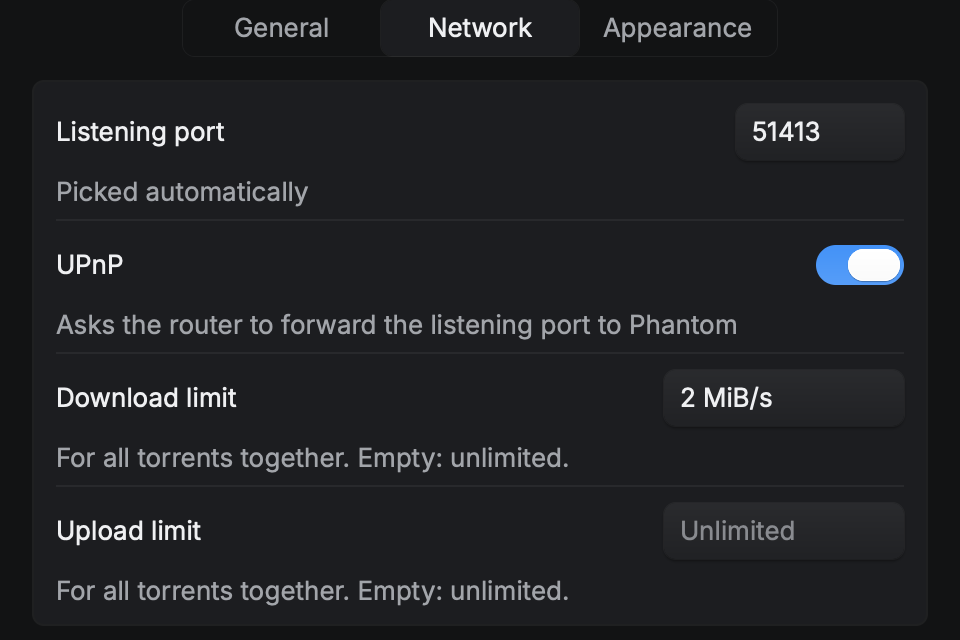 General Network Appearance
Listening port 51413
Picked automatically
UPnP
Asks the router to forward the listening port to Phantom
Download limit 2 MiB/s
For all torrents together. Empty: unlimited.
Upload limit Unlimited
For all torrents together. Empty: unlimited.